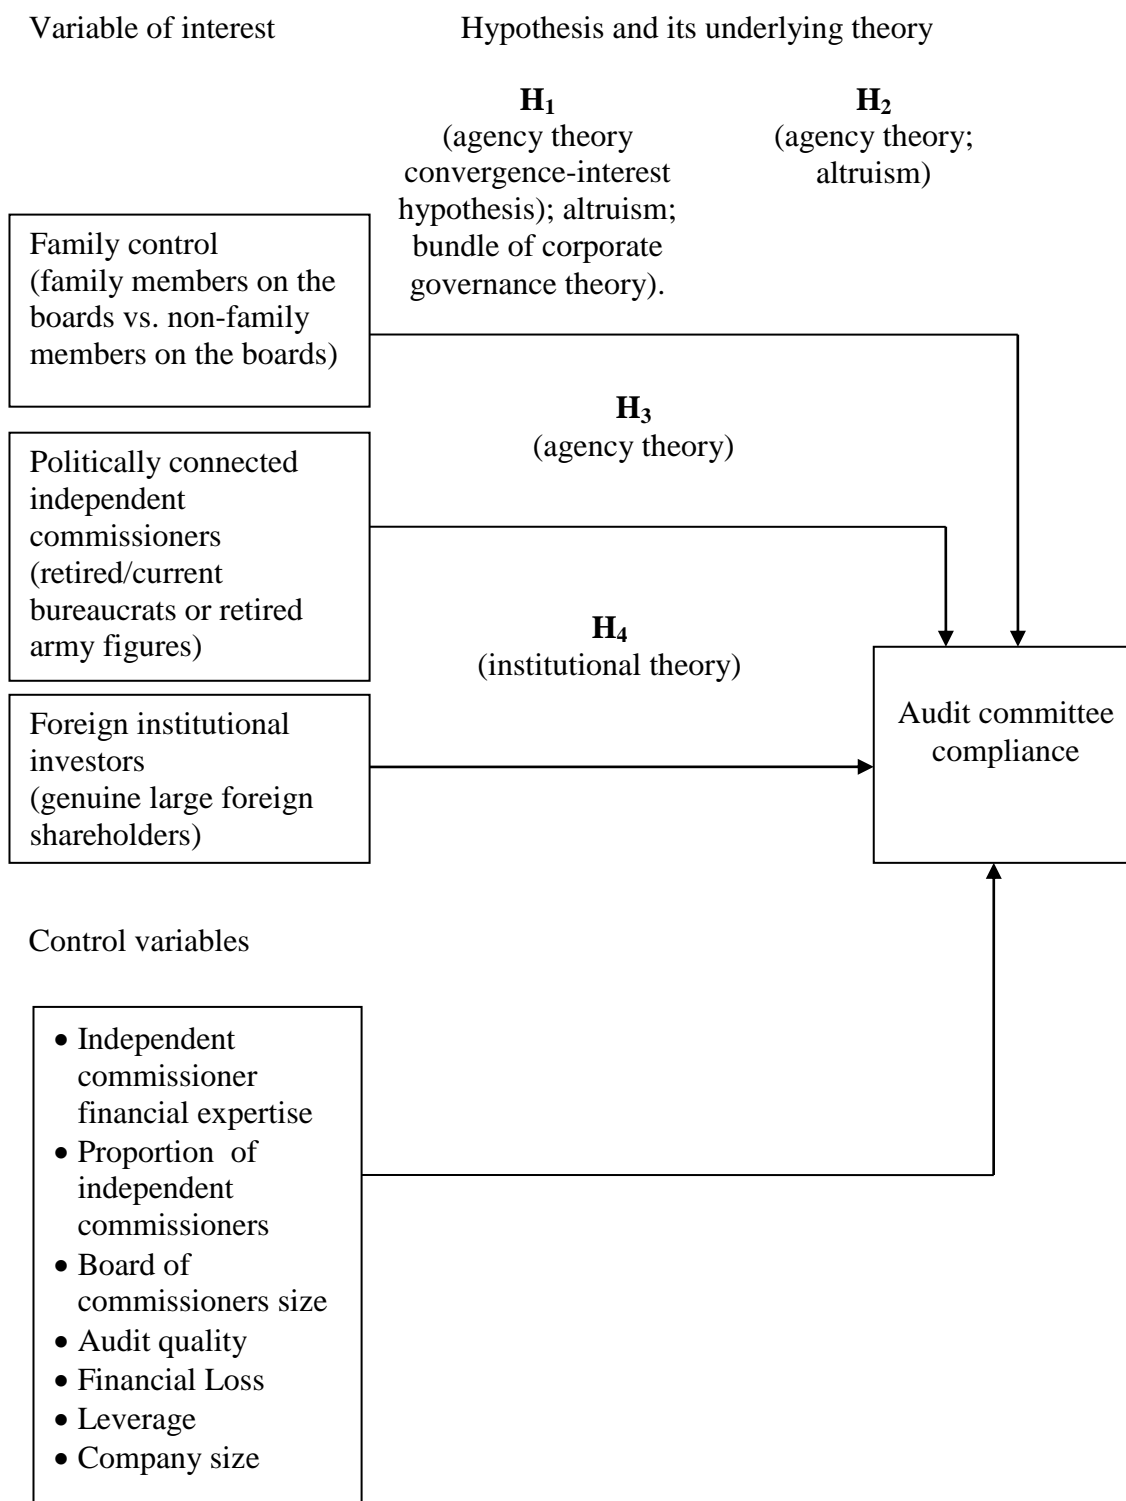 Variable of interest
Hypothesis and its underlying theory
H₁
(agency theory
convergence-interest
hypothesis); altruism;
bundle of corporate
governance theory).
H₂
(agency theory;
altruism)
Family control
(family members on the
boards vs. non-family
members on the boards)
H₃
(agency theory)
Politically connected
independent
commissioners
(retired/current
bureaucrats or retired
army figures)
H₄
(institutional theory)
Foreign institutional
investors
(genuine large foreign
shareholders)
Audit committee
compliance
Control variables
• Independent
commissioner
financial expertise
• Proportion of
independent
commissioners
• Board of
commissioners size
• Audit quality
• Financial Loss
• Leverage
• Company size